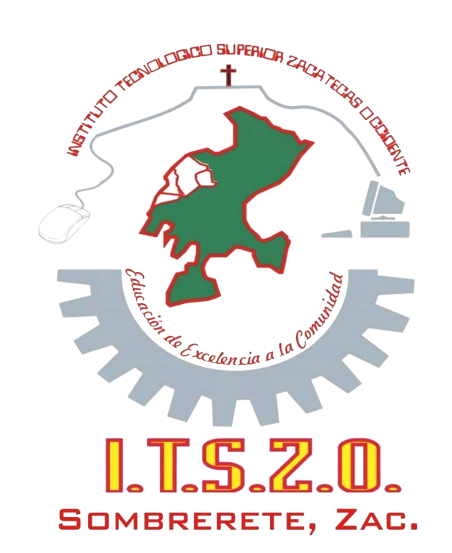 INSTITUTO TECNOLOGICO SUPERIOR ZACATECAS OCCIDENTE
Educación de Excelencia a la Comunidad
I.T.S.Z.O.
SOMBRERETE, ZAC.